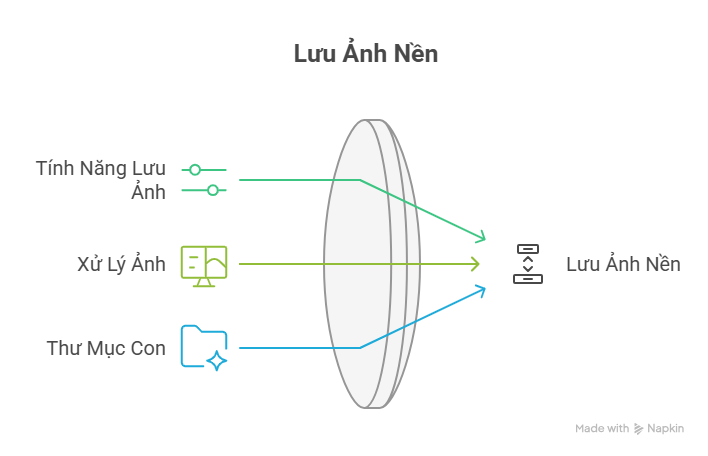 Lưu Ảnh Nền
Tính Năng Lưu
Ảnh
Xử Lý Ảnh
Lưu Ảnh Nền
Thư Mục Con
Made with Napkin